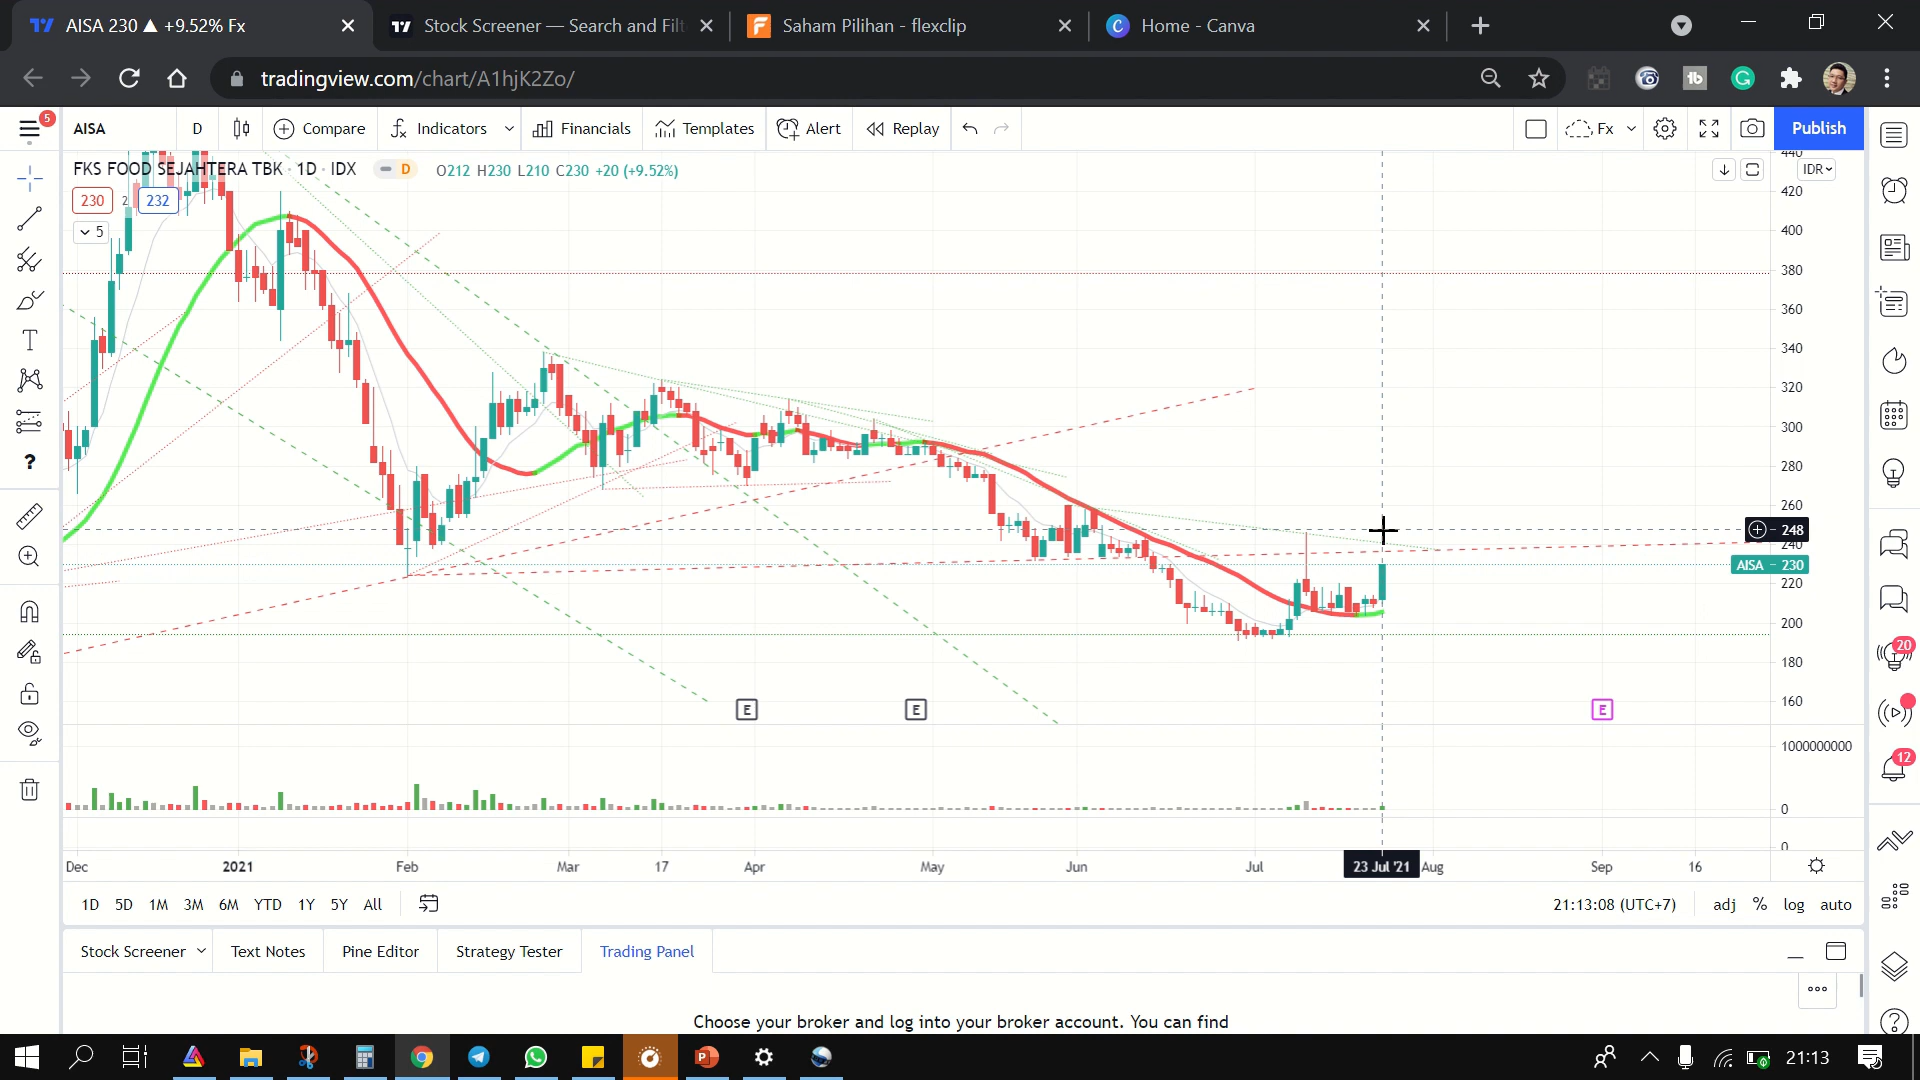 AISA 230 ▲ +9.52% Fx
Stock Screener — Search and Filt
Saham Pilihan - flexclip
Home - Canva
tradingview.com/chart/A1hjK2Zo/
5
AISA
D
Compare
Indicators
Financials
Templates
Alert
Replay
Fx
Publish
FKS FOOD SEJAHTERA TBK · 1D · IDX
D
O212 H230 L210 C230 +20 (+9.52%)
IDR
230
2
232
5
440
420
400
380
360
340
320
300
280
260
248
240
AISA
230
220
200
180
160
E
E
E
1000000000
0
0
20
12
Dec
2021
Feb
Mar
17
Apr
May
Jun
Jul
23 Jul '21
Aug
Sep
16
1D
5D
1M
3M
6M
YTD
1Y
5Y
All
21:13:08 (UTC+7)
adj
%
log
auto
Stock Screener
Text Notes
Pine Editor
Strategy Tester
Trading Panel
Choose your broker and log into your broker account. You can find
21:13